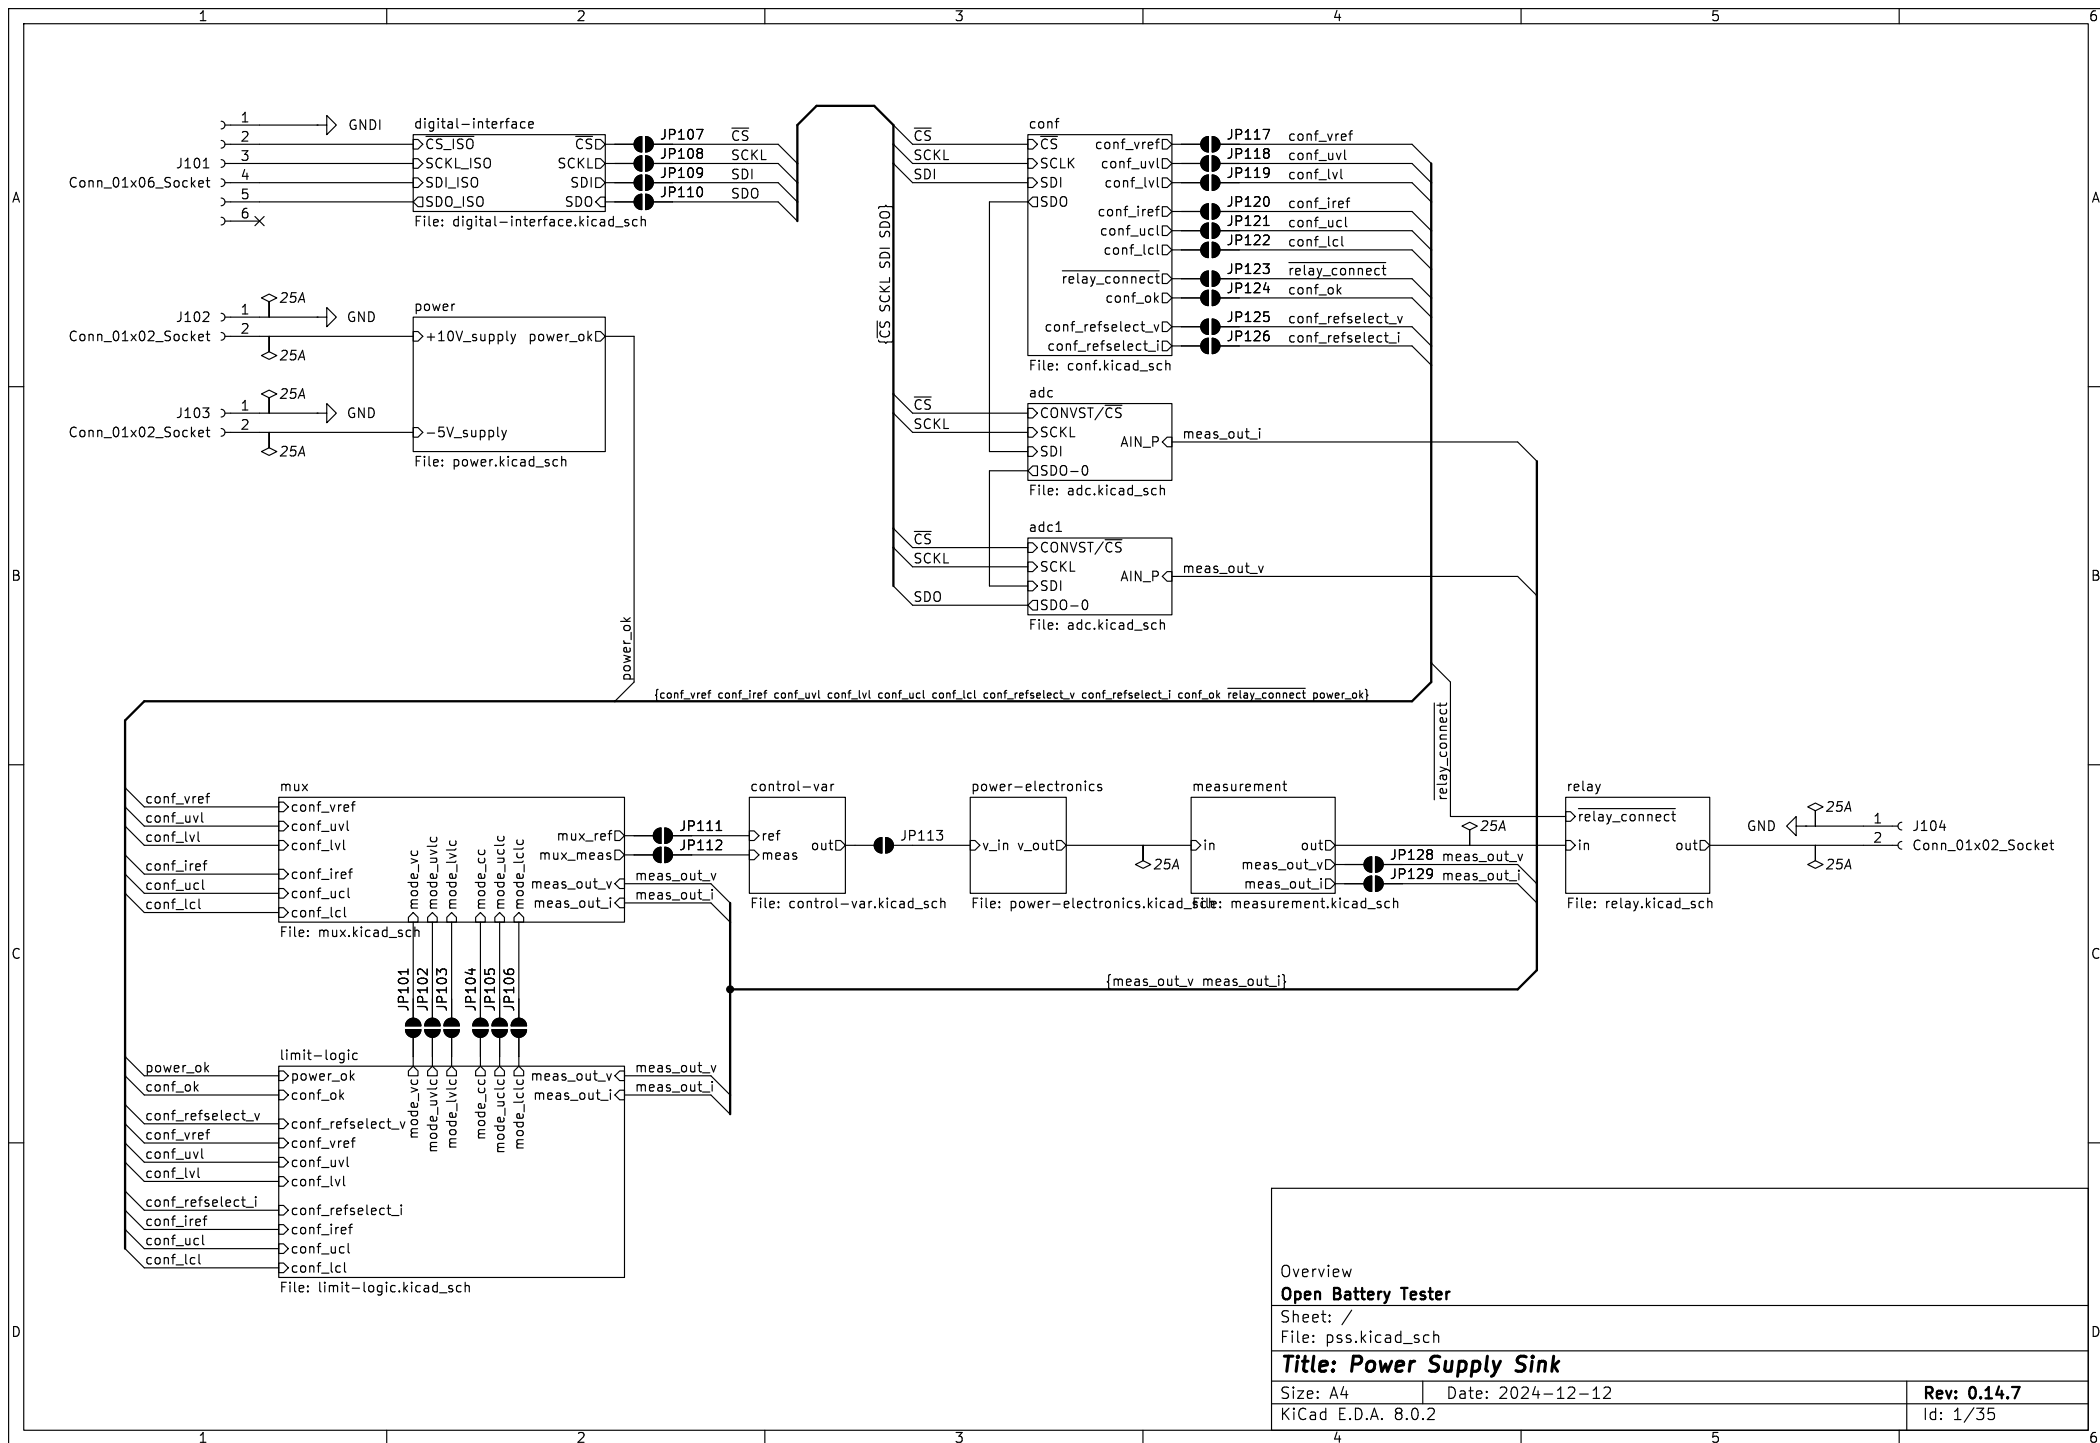 1 2 3 4 5 6
A
B
C
D
A
B
C
D
1 2 3 4 5 6
J101
Conn_01x06_Socket
1 GNDI
2
3
4
5
6
digital-interface
CS_ISO CS
SCKL_ISO SCKL
SDI_ISO SDI
SDO_ISO SDO
File: digital-interface.kicad_sch
JP107 CS
JP108 SCKL
JP109 SDI
JP110 SDO
{CS SCKL SDI SDO}
J102
Conn_01x02_Socket
1 25A GND
2 25A
J103
Conn_01x02_Socket
1 25A GND
2 25A
power
+10V_supply power_ok
-5V_supply
File: power.kicad_sch
power_ok
CS
SCKL
SDI
conf
CS conf_vref
SCLK conf_uvl
SDI conf_lvl
SDO
conf_iref
conf_ucl
conf_lcl
relay_connect
conf_ok
conf_refselect_v
conf_refselect_i
File: conf.kicad_sch
JP117 conf_vref
JP118 conf_uvl
JP119 conf_lvl
JP120 conf_iref
JP121 conf_ucl
JP122 conf_lcl
JP123 relay_connect
JP124 conf_ok
JP125 conf_refselect_v
JP126 conf_refselect_i
CS
SCKL
adc
CONVST/CS
SCKL
SDI
SDO-0
AIN_P
File: adc.kicad_sch
meas_out_i
CS
SCKL
SDO
adc1
CONVST/CS
SCKL
SDI
SDO-0
AIN_P
File: adc.kicad_sch
meas_out_v
{conf_vref conf_iref conf_uvl conf_lvl conf_ucl conf_lcl conf_refselect_v conf_refselect_i conf_ok relay_connect power_ok}
relay_connect
conf_vref
conf_uvl
conf_lvl
conf_iref
conf_ucl
conf_lcl
mux
conf_vref
conf_uvl
conf_lvl
conf_iref
conf_ucl
conf_lcl
mode_vc
mode_uvlc
mode_lvlc
mode_cc
mode_uclc
mode_lclc
mux_ref
mux_meas
meas_out_v
meas_out_i
File: mux.kicad_sch
JP111
JP112
meas_out_v
meas_out_i
control-var
ref
meas
out
File: control-var.kicad_sch
JP113
power-electronics
v_in v_out
File: power-electronics.kicad_sch
25A
measurement
in out
meas_out_v
meas_out_i
File: measurement.kicad_sch
25A
JP128 meas_out_v
JP129 meas_out_i
relay
relay_connect
in out
File: relay.kicad_sch
GND 25A 1 J104
25A 2 Conn_01x02_Socket
{meas_out_v meas_out_i}
JP101
JP102
JP103
JP104
JP105
JP106
power_ok
conf_ok
conf_refselect_v
conf_vref
conf_uvl
conf_lvl
conf_refselect_i
conf_iref
conf_ucl
conf_lcl
limit-logic
power_ok
conf_ok
conf_refselect_v
conf_vref
conf_uvl
conf_lvl
conf_refselect_i
conf_iref
conf_ucl
conf_lcl
mode_vc
mode_uvlc
mode_lvlc
mode_cc
mode_uclc
mode_lclc
meas_out_v
meas_out_i
File: limit-logic.kicad_sch
meas_out_v
meas_out_i
Overview
Open Battery Tester
Sheet: /
File: pss.kicad_sch
Title: Power Supply Sink
Size: A4 Date: 2024-12-12 Rev: 0.14.7
KiCad E.D.A. 8.0.2 Id: 1/35